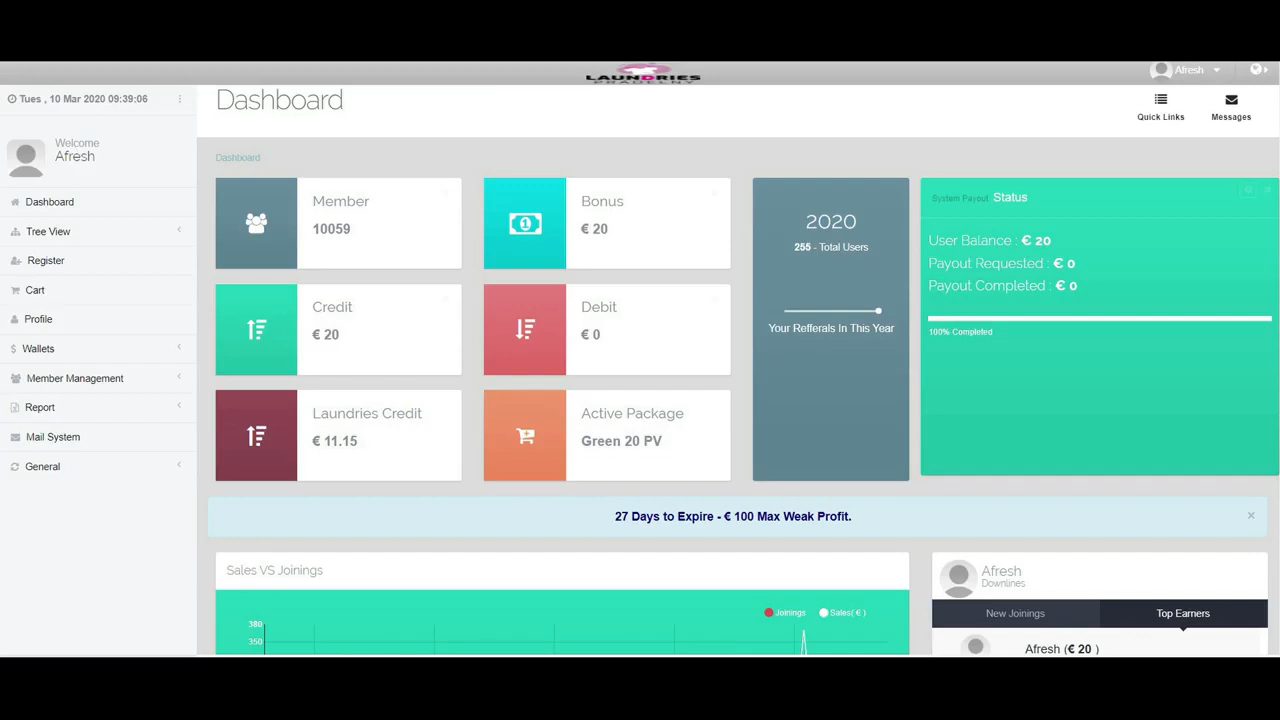 LAUNDRIES
PRADELNY
Afresh
Tues , 10 Mar 2020 09:39:06
Dashboard
Quick Links
Messages
Welcome
Afresh
Dashboard
Tree View
Register
Cart
Profile
Wallets
Member Management
Report
Mail System
General
Dashboard
Member
10059
Bonus
€ 20
Credit
€ 20
Debit
€ 0
Laundries Credit
€ 11.15
Active Package
Green 20 PV
2020
255 - Total Users
Your Refferals In This Year
System Payout Status
User Balance : € 20
Payout Requested : € 0
Payout Completed : € 0
100% Completed
27 Days to Expire - € 100 Max Weak Profit.
×
Sales VS Joinings
Joinings
Sales( € )
380
350
Afresh
Downlines
New Joinings
Top Earners
Afresh (€ 20 )